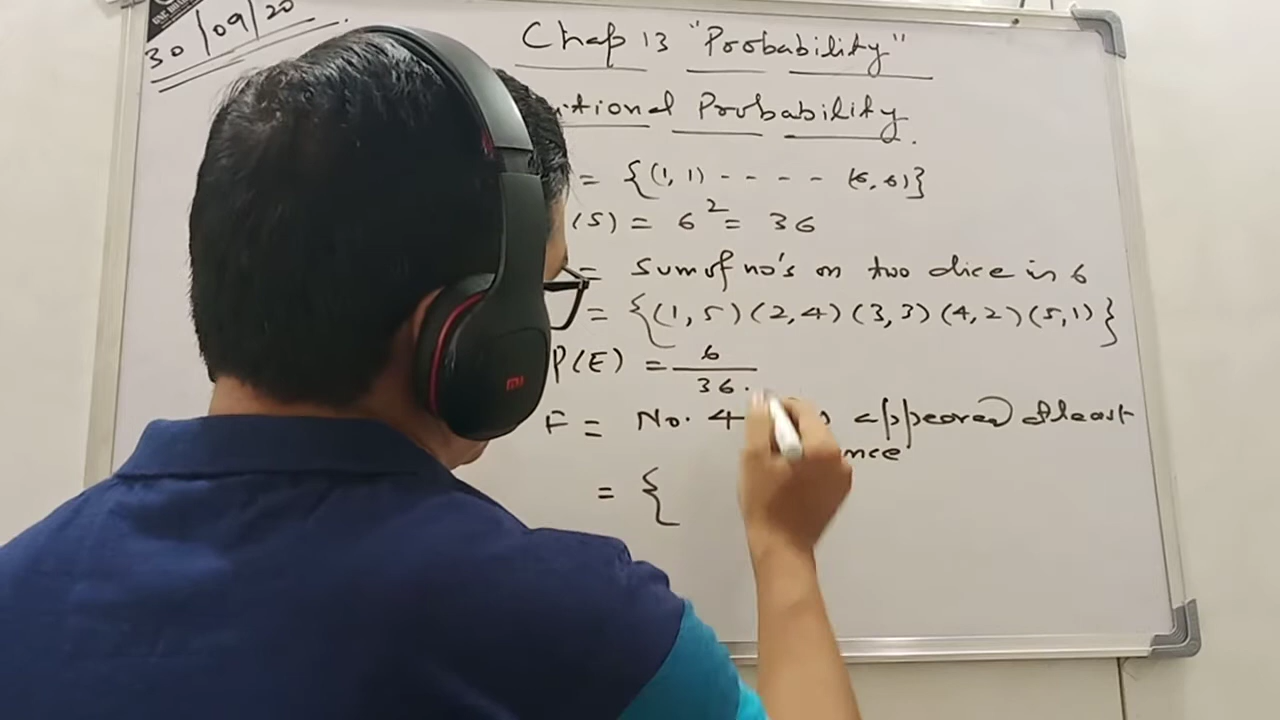 30/09/20
Chap 13 "Probability"
itional Probability.
= {(1, 1) - - - - (6, 6)}
(S) = 6² = 36
= Sum of no's on two dice is 6
= {(1, 5) (2, 4) (3, 3) (4, 2) (5, 1)}
P(E) = 6/36.
F = No. 4 appeared atleast
once
= {
mi